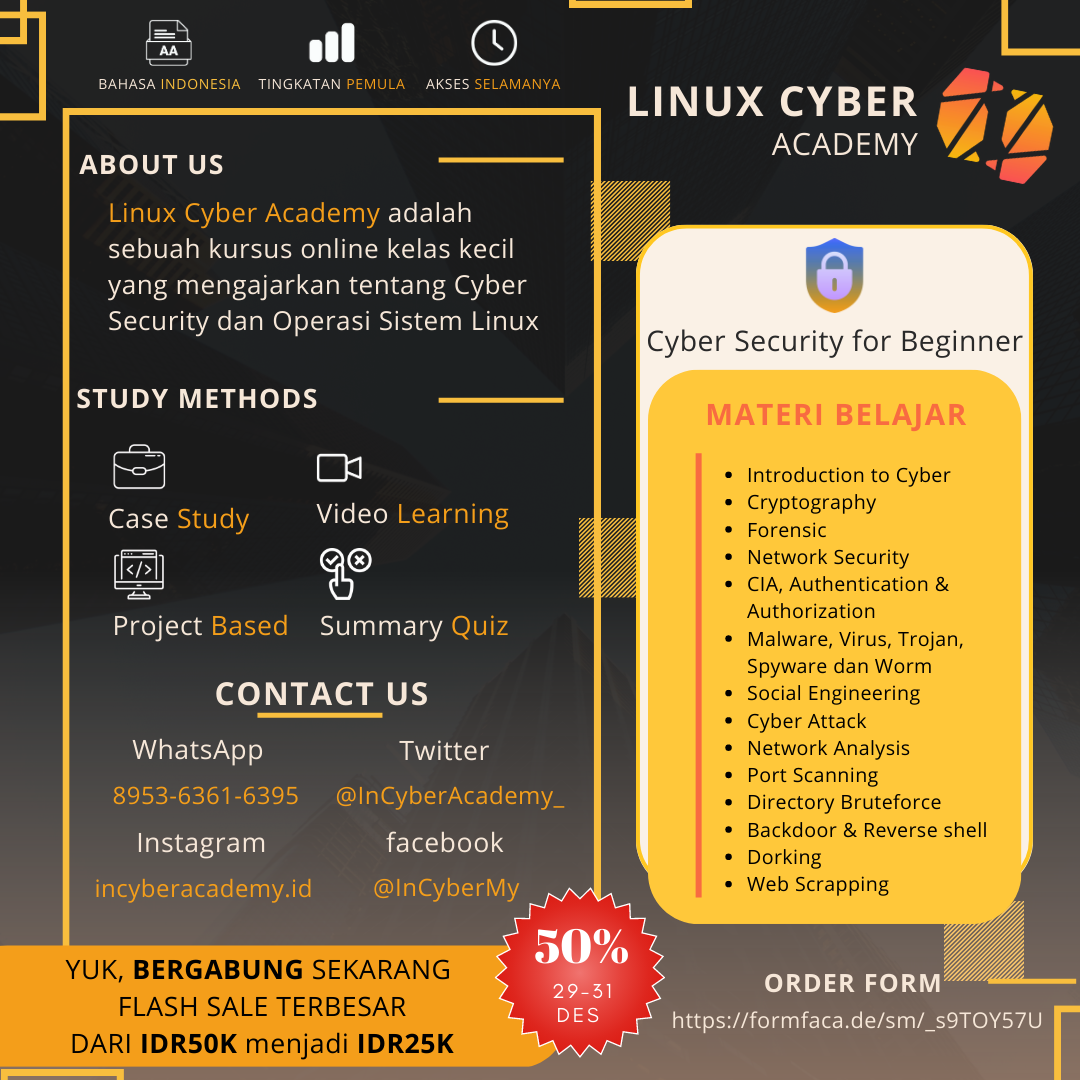 AA
BAHASA INDONESIA
TINGKATAN PEMULA
AKSES SELAMANYA
LINUX CYBER
ACADEMY
ABOUT US
Linux Cyber Academy adalah
sebuah kursus online kelas kecil
yang mengajarkan tentang Cyber
Security dan Operasi Sistem Linux
STUDY METHODS
Case Study
Video Learning
</>
Project Based
Summary Quiz
CONTACT US
WhatsApp
8953-6361-6395
Twitter
@InCyberAcademy_
Instagram
incyberacademy.id
facebook
@InCyberMy
YUK, BERGABUNG SEKARANG
FLASH SALE TERBESAR
DARI IDR50K menjadi IDR25K
50%
29-31
DES
Cyber Security for Beginner
MATERI BELAJAR
• Introduction to Cyber
• Cryptography
• Forensic
• Network Security
• CIA, Authentication &
Authorization
• Malware, Virus, Trojan,
Spyware dan Worm
• Social Engineering
• Cyber Attack
• Network Analysis
• Port Scanning
• Directory Bruteforce
• Backdoor & Reverse shell
• Dorking
• Web Scrapping
ORDER FORM
https://formfaca.de/sm/_s9TOY57U